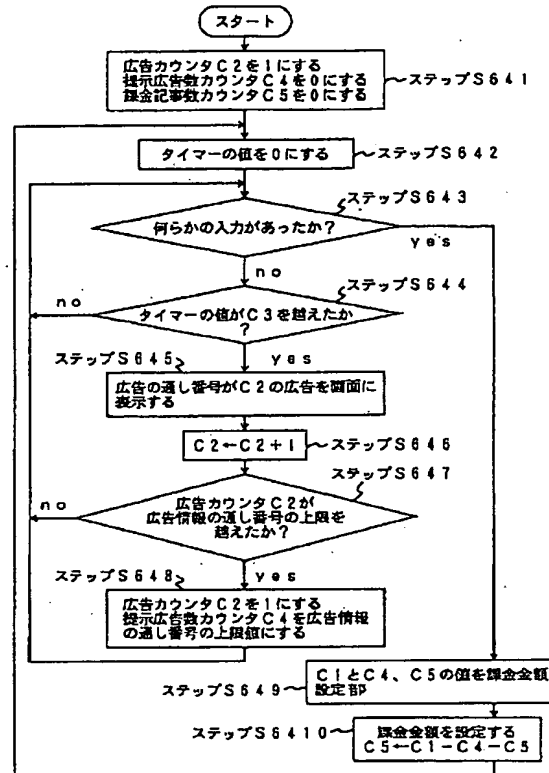 スタート
広告カウンタC2を1にする
提示広告数カウンタC4を0にする
課金記事数カウンタC5を0にする
ステップS641
タイマーの値を0にする
ステップS642
ステップS643
何らかの入力があったか?
yes
no
ステップS644
no
タイマーの値がC3を越えたか
?
ステップS645
yes
広告の通し番号がC2の広告を画面に
表示する
C2←C2+1
ステップS646
ステップS647
no
広告カウンタC2が
広告情報の通し番号の上限を
越えたか?
ステップS648
yes
広告カウンタC2を1にする
提示広告数カウンタC4を広告情報
の通し番号の上限値にする
C1とC4、C5の値を課金金額
設定部
ステップS649
ステップS6410
課金金額を設定する
C5←C1-C4-C5